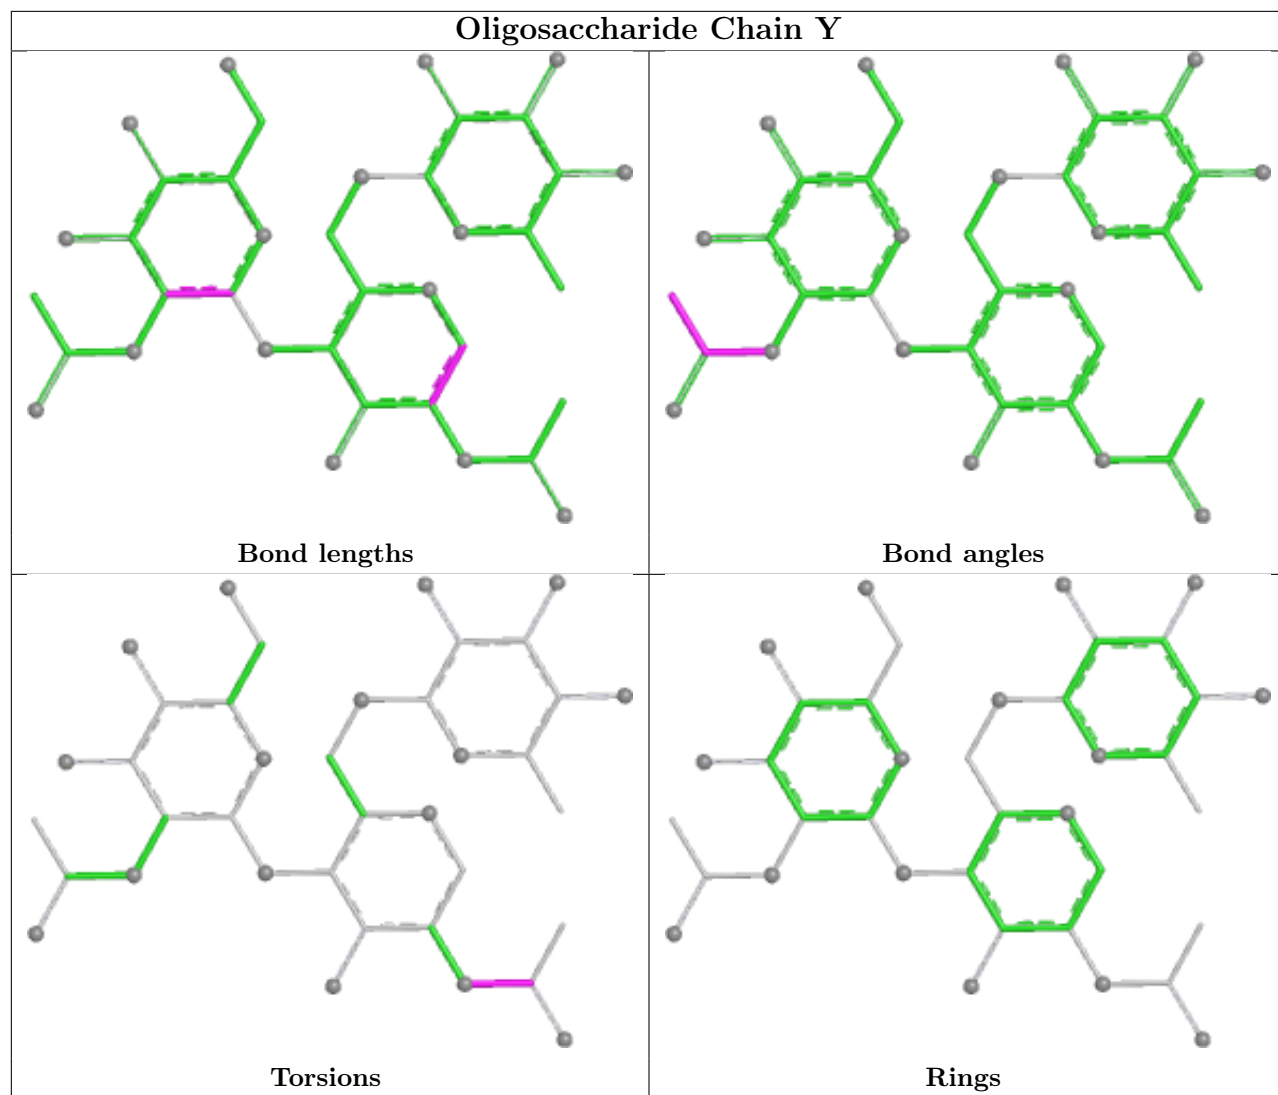 Oligosaccharide Chain Y
Bond lengths
Bond angles
Torsions
Rings